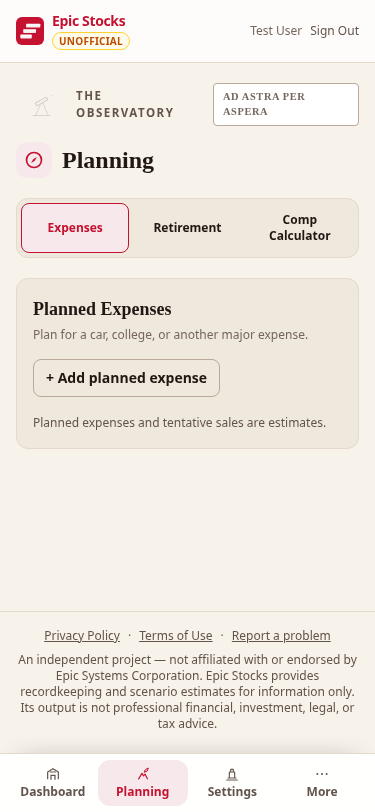 Epic Stocks
UNOFFICIAL
Test User
Sign Out
THE
OBSERVATORY
AD ASTRA PER
ASPERA
Planning
Expenses
Retirement
Comp
Calculator
Planned Expenses
Plan for a car, college, or another major expense.
+ Add planned expense
Planned expenses and tentative sales are estimates.
Privacy Policy · Terms of Use · Report a problem
An independent project — not affiliated with or endorsed by
Epic Systems Corporation. Epic Stocks provides
recordkeeping and scenario estimates for information only.
Its output is not professional financial, investment, legal, or
tax advice.
Dashboard
Planning
Settings
More